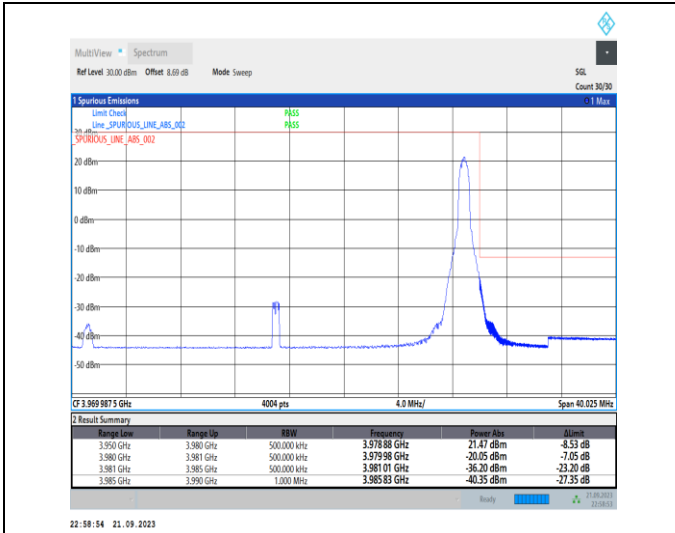 MultiView Spectrum
Ref Level 30.00 dBm Offset 8.69 dB Mode Sweep SGL
Count 30/30
1 Spurious Emissions 1 Max
Limit Check PASS
Line _SPURIOUS_LINE_ABS_002 PASS
_SPURIOUS_LINE_ABS_002
20 dBm
10 dBm
0 dBm
-10 dBm
-20 dBm
-30 dBm
-40 dBm
-50 dBm
CF 3.969 987 5 GHz 4004 pts 4.0 MHz/ Span 40.025 MHz
2 Result Summary
Range Low Range Up RBW Frequency Power Abs ΔLimit
3.950 GHz 3.980 GHz 500.000 kHz 3.978 88 GHz 21.47 dBm -8.53 dB
3.980 GHz 3.981 GHz 500.000 kHz 3.979 98 GHz -20.05 dBm -7.05 dB
3.981 GHz 3.985 GHz 500.000 kHz 3.981 01 GHz -36.20 dBm -23.20 dB
3.985 GHz 3.990 GHz 1.000 MHz 3.985 83 GHz -40.35 dBm -27.35 dB
Ready 21.09.2023
22:58:53
22:58:54 21.09.2023